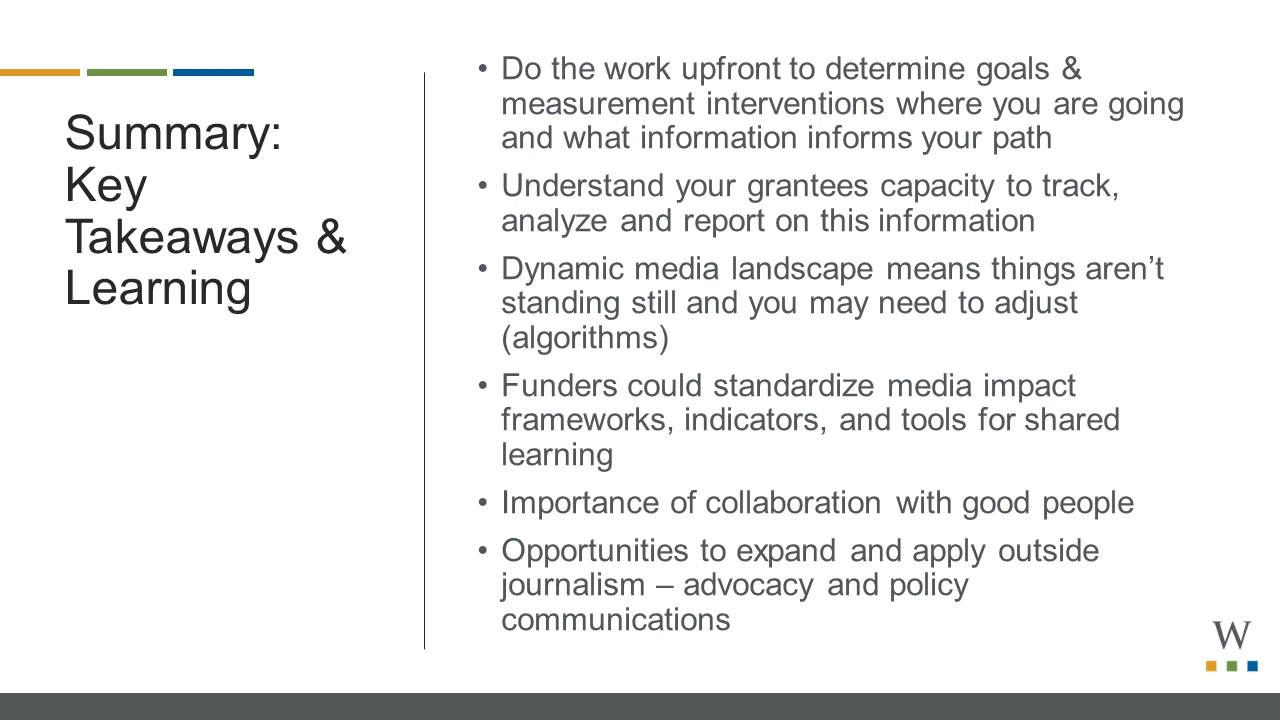 Summary:
Key
Takeaways &
Learning
• Do the work upfront to determine goals &
measurement interventions where you are going
and what information informs your path
• Understand your grantees capacity to track,
analyze and report on this information
• Dynamic media landscape means things aren’t
standing still and you may need to adjust
(algorithms)
• Funders could standardize media impact
frameworks, indicators, and tools for shared
learning
• Importance of collaboration with good people
• Opportunities to expand and apply outside
journalism – advocacy and policy
communications
W